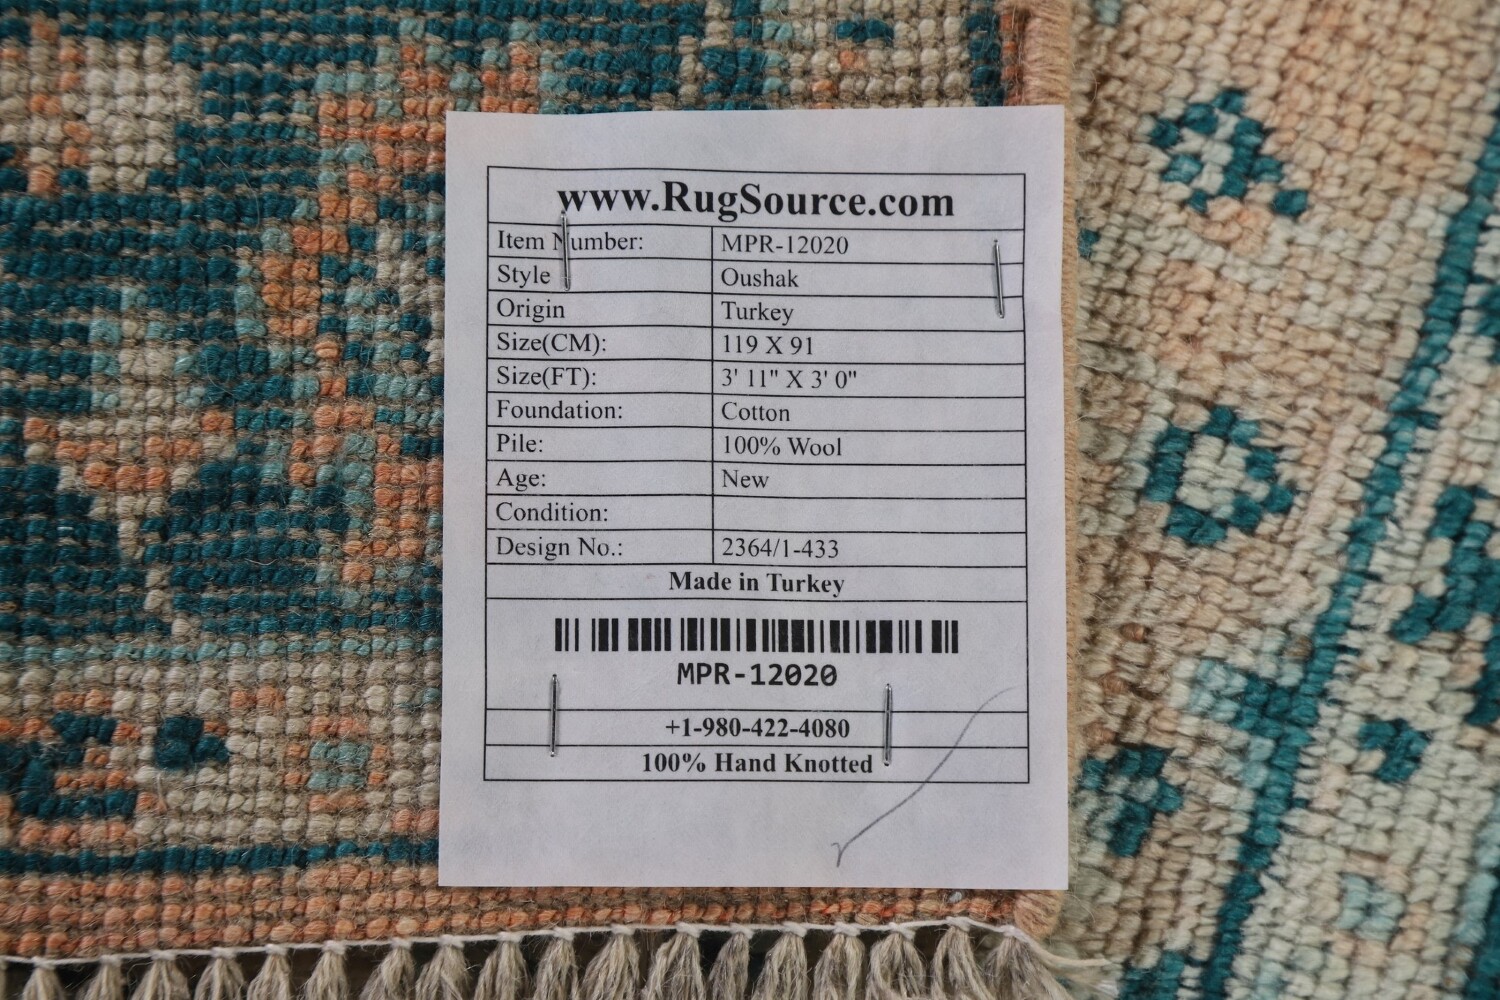 www.RugSource.com
Item Number: MPR-12020
Style Oushak
Origin Turkey
Size(CM): 119 X 91
Size(FT): 3' 11" X 3' 0"
Foundation: Cotton
Pile: 100% Wool
Age: New
Condition:
Design No.: 2364/1-433
Made in Turkey
MPR-12020
+1-980-422-4080
100% Hand Knotted